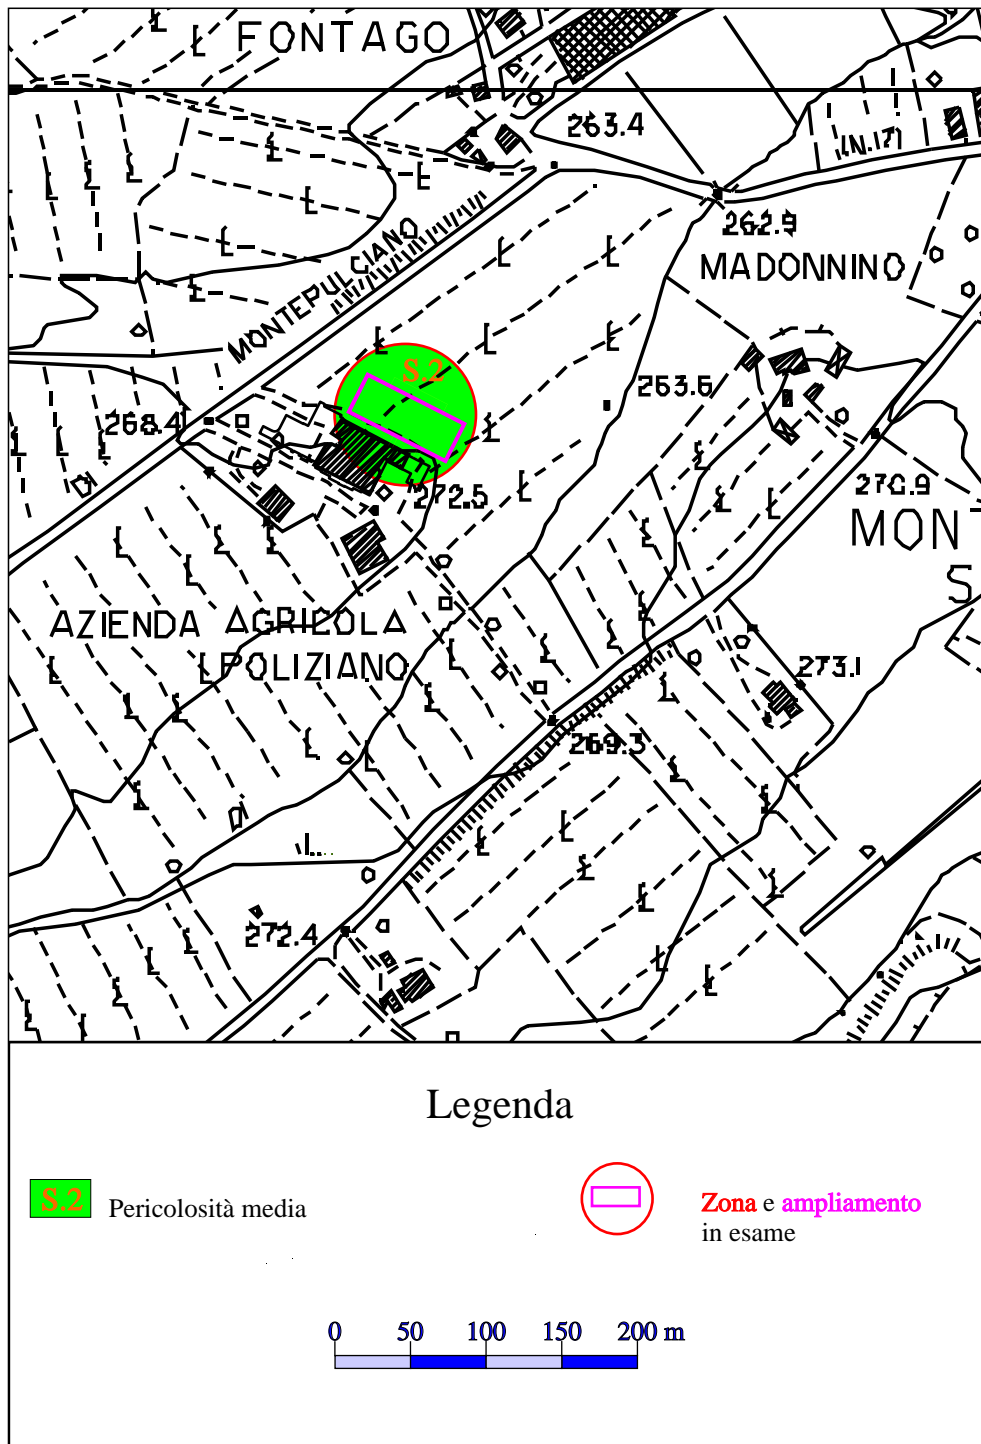 FONTAGO
263.4
(N.17)
262.9
MADONNINO
MONTEPULCIANO
S.2
263.6
268.4
272.5
270.9
MON
S
AZIENDA AGRICOLA
POLIZIANO
273.1
269.3
272.4
Legenda
S.2 Pericolosità media
Zona e ampliamento
in esame
0 50 100 150 200 m